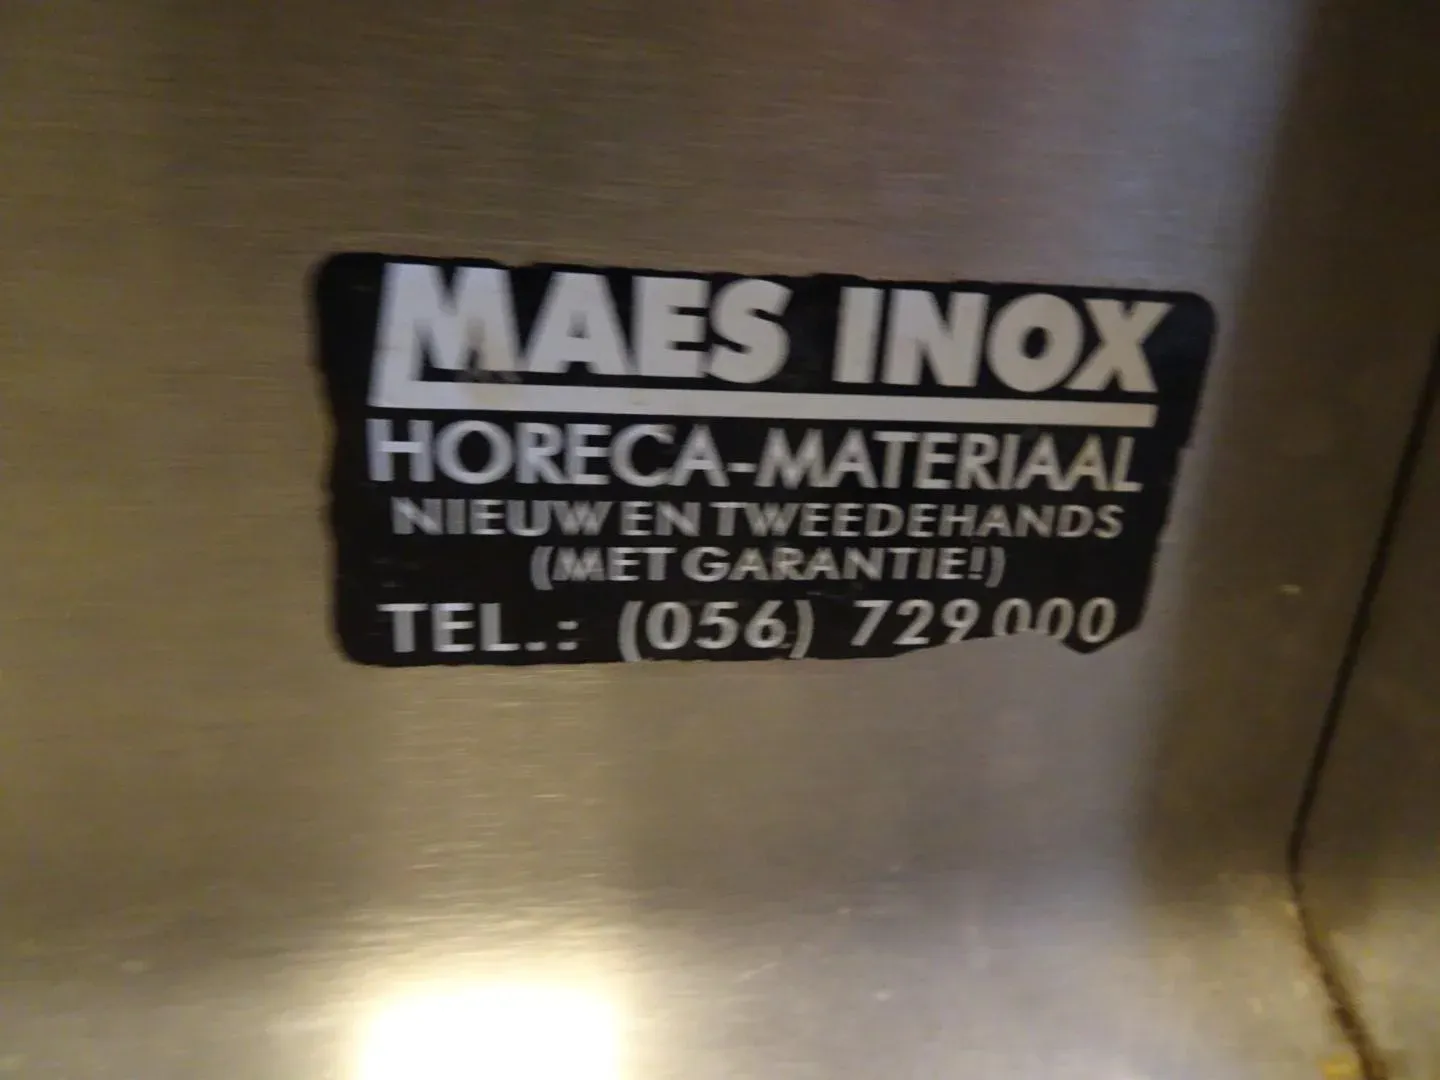 MAES INOX
HORECA-MATERIAAL
NIEUW EN TWEEDEHANDS
(MET GARANTIE!)
TEL.: (056) 729 000